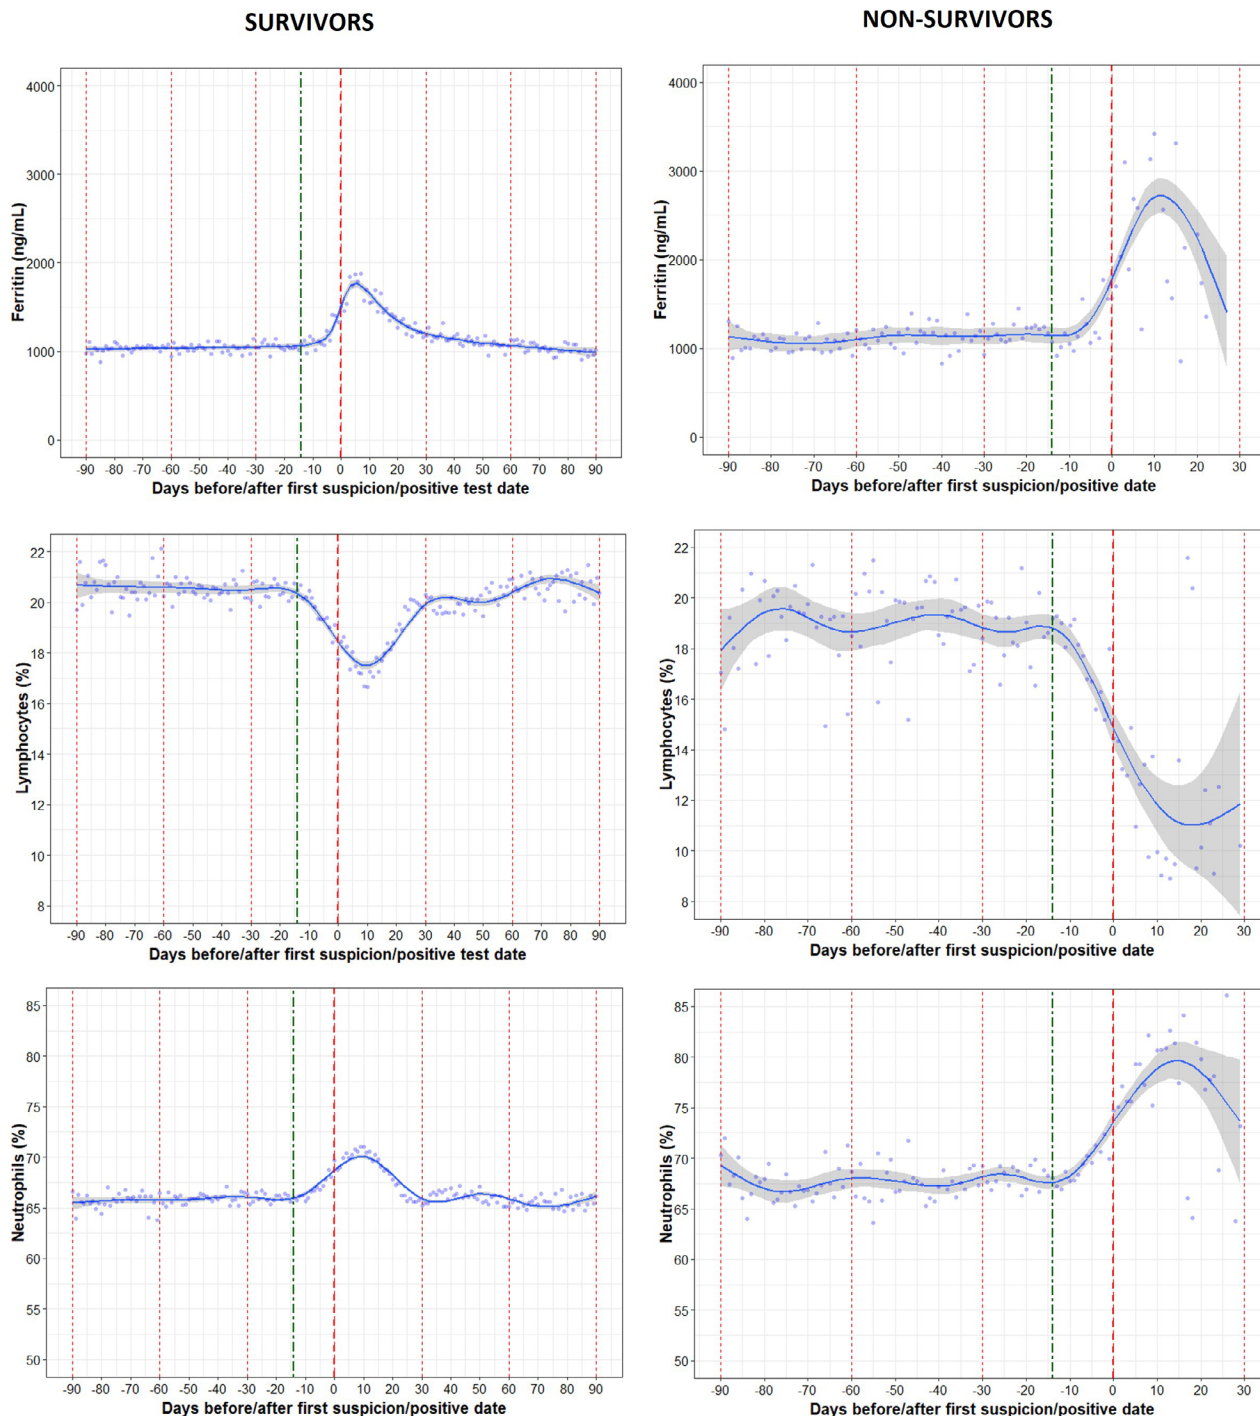 SURVIVORS
NON-SURVIVORS
Ferritin (ng/mL)
4000
3000
2000
1000
0
-90 -80 -70 -60 -50 -40 -30 -20 -10 0 10 20 30 40 50 60 70 80 90
Days before/after first suspicion/positive test date
Ferritin (ng/mL)
4000
3000
2000
1000
0
-90 -80 -70 -60 -50 -40 -30 -20 -10 0 10 20 30
Days before/after first suspicion/positive date
Lymphocytes (%)
22
20
18
16
14
12
10
8
-90 -80 -70 -60 -50 -40 -30 -20 -10 0 10 20 30 40 50 60 70 80 90
Days before/after first suspicion/positive test date
Lymphocytes (%)
22
20
18
16
14
12
10
8
-90 -80 -70 -60 -50 -40 -30 -20 -10 0 10 20 30
Days before/after first suspicion/positive date
Neutrophils (%)
85
80
75
70
65
60
55
50
-90 -80 -70 -60 -50 -40 -30 -20 -10 0 10 20 30 40 50 60 70 80 90
Days before/after first suspicion/positive test date
Neutrophils (%)
85
80
75
70
65
60
55
50
-90 -80 -70 -60 -50 -40 -30 -20 -10 0 10 20 30
Days before/after first suspicion/positive date